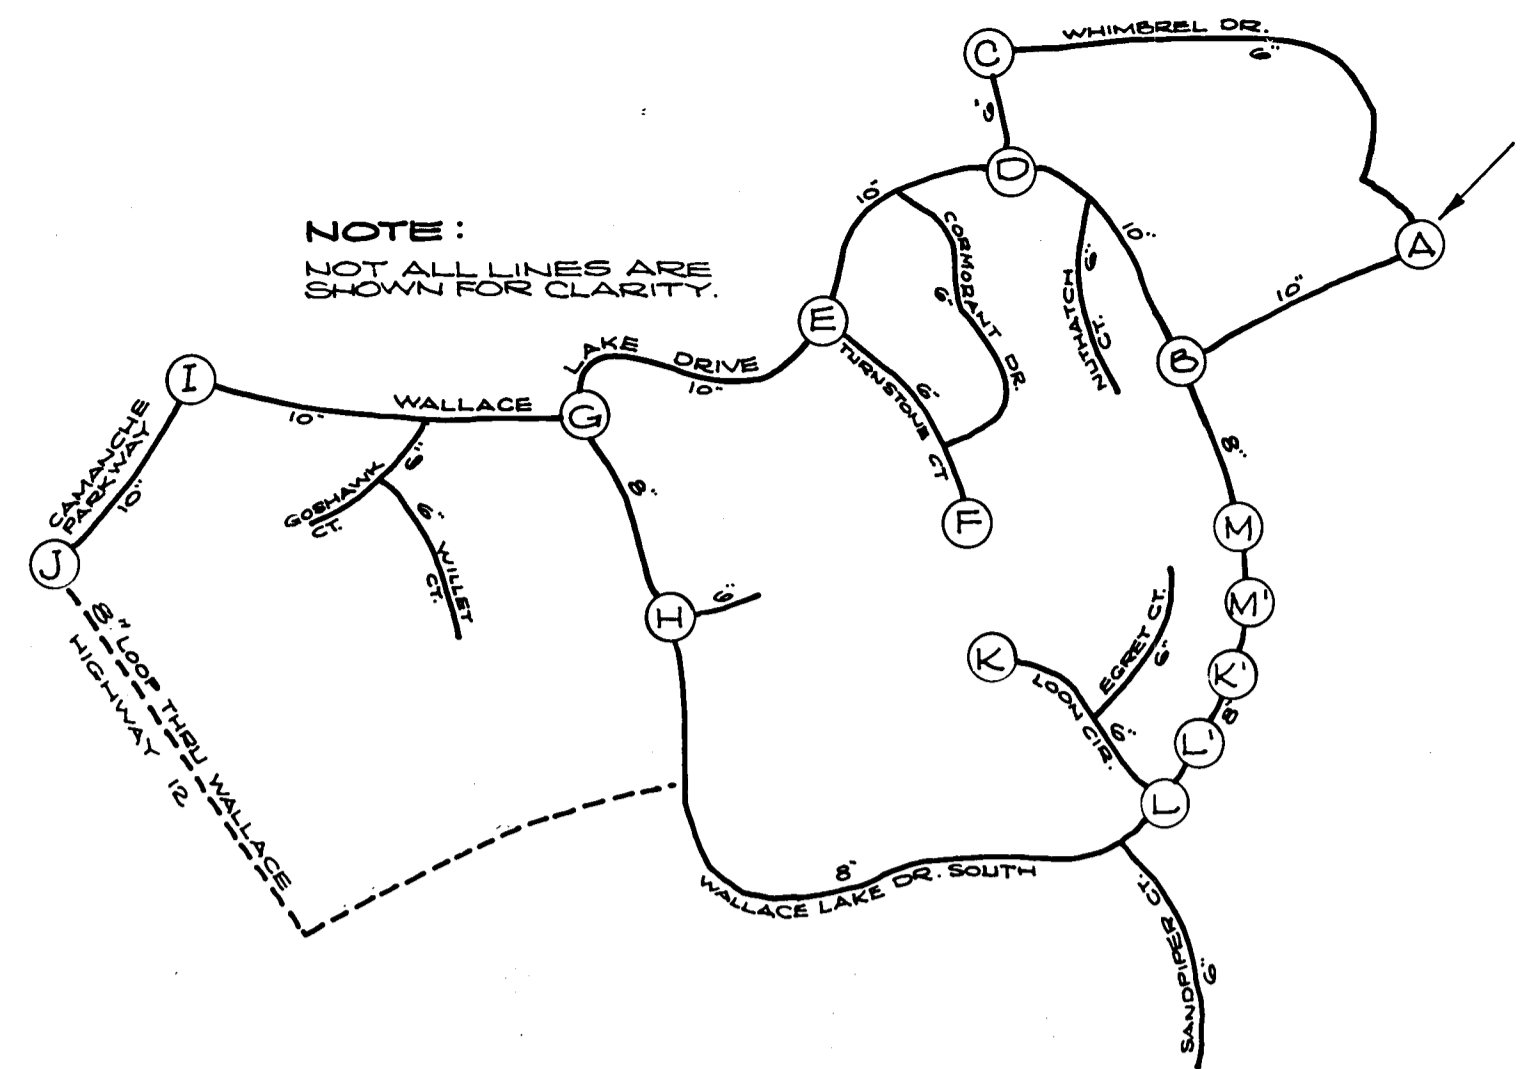 WHIMBREL DR.
6"
C
6"
D
A
10"
10"
10"
B
NOTE:
NOT ALL LINES ARE
SHOWN FOR CLARITY.
CORMORANT DR.
6"
NUTHATCH
CT.
6"
E
TURNSTONE CT
6"
F
LAKE DRIVE
10"
I
10"
WALLACE
G
CAMANCHE
PARKWAY
10"
J
GOSHAWK
CT.
6"
6"
WILLET
CT.
8"
H
6"
8"
M
M'
K'
8"
L'
L
K
LOON CIR.
6"
EGRET CT.
6"
8" LOOP THRU WALLACE
HIGHWAY 12
8"
WALLACE LAKE DR. SOUTH
SANDPIPER CT.
6"